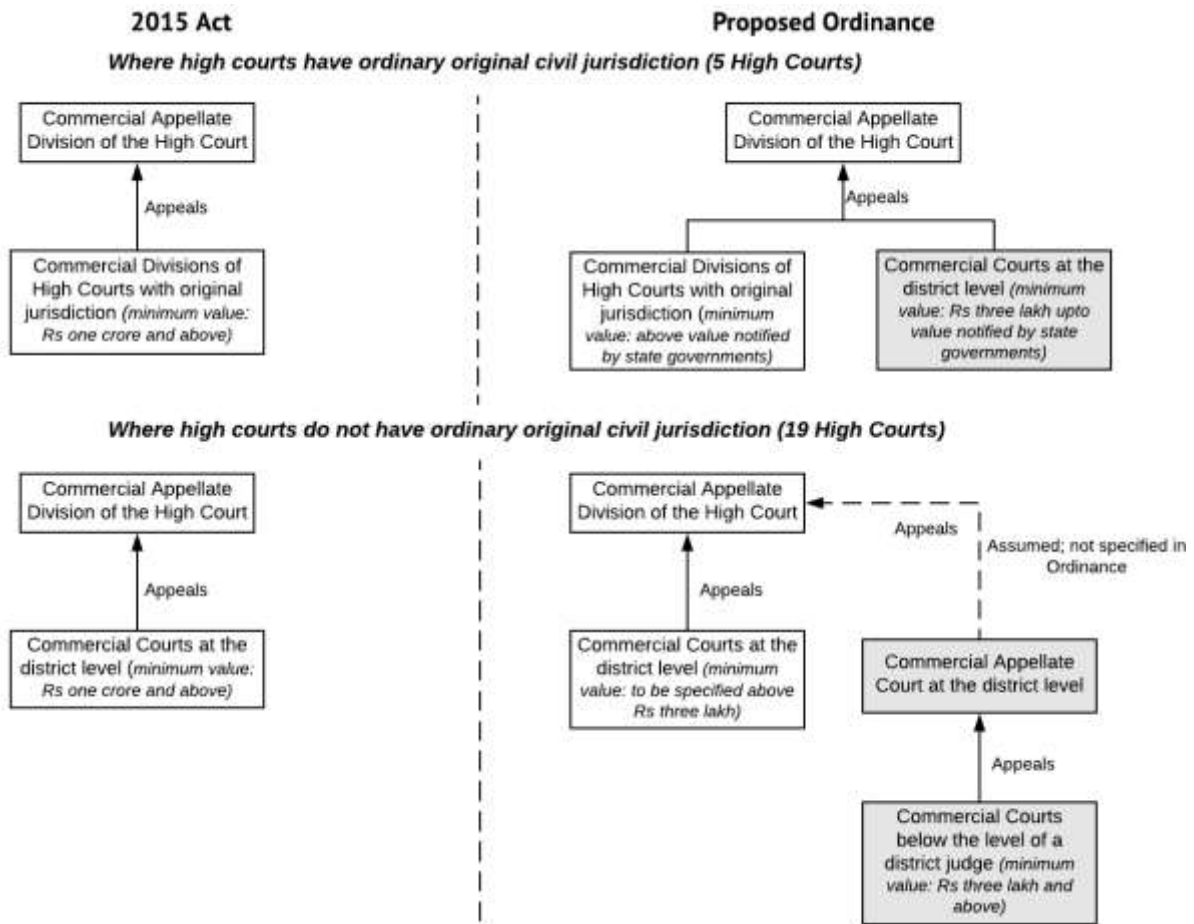 2015 Act
Proposed Ordinance
Where high courts have ordinary original civil jurisdiction (5 High Courts)
Commercial Appellate
Division of the High Court
Appeals
Commercial Divisions of
High Courts with original
jurisdiction (minimum value:
Rs one crore and above)
Commercial Appellate
Division of the High Court
Appeals
Commercial Divisions of
High Courts with original
jurisdiction (minimum
value: above value notified
by state governments)
Commercial Courts at the
district level (minimum
value: Rs three lakh upto
value notified by state
governments)
Where high courts do not have ordinary original civil jurisdiction (19 High Courts)
Commercial Appellate
Division of the High Court
Appeals
Commercial Courts at the
district level (minimum value:
Rs one crore and above)
Commercial Appellate
Division of the High Court
Appeals
Commercial Courts at the
district level (minimum
value: to be specified above
Rs three lakh)
Appeals
Assumed; not specified in
Ordinance
Commercial Appellate
Court at the district level
Appeals
Commercial Courts
below the level of a
district judge (minimum
value: Rs three lakh and
above)